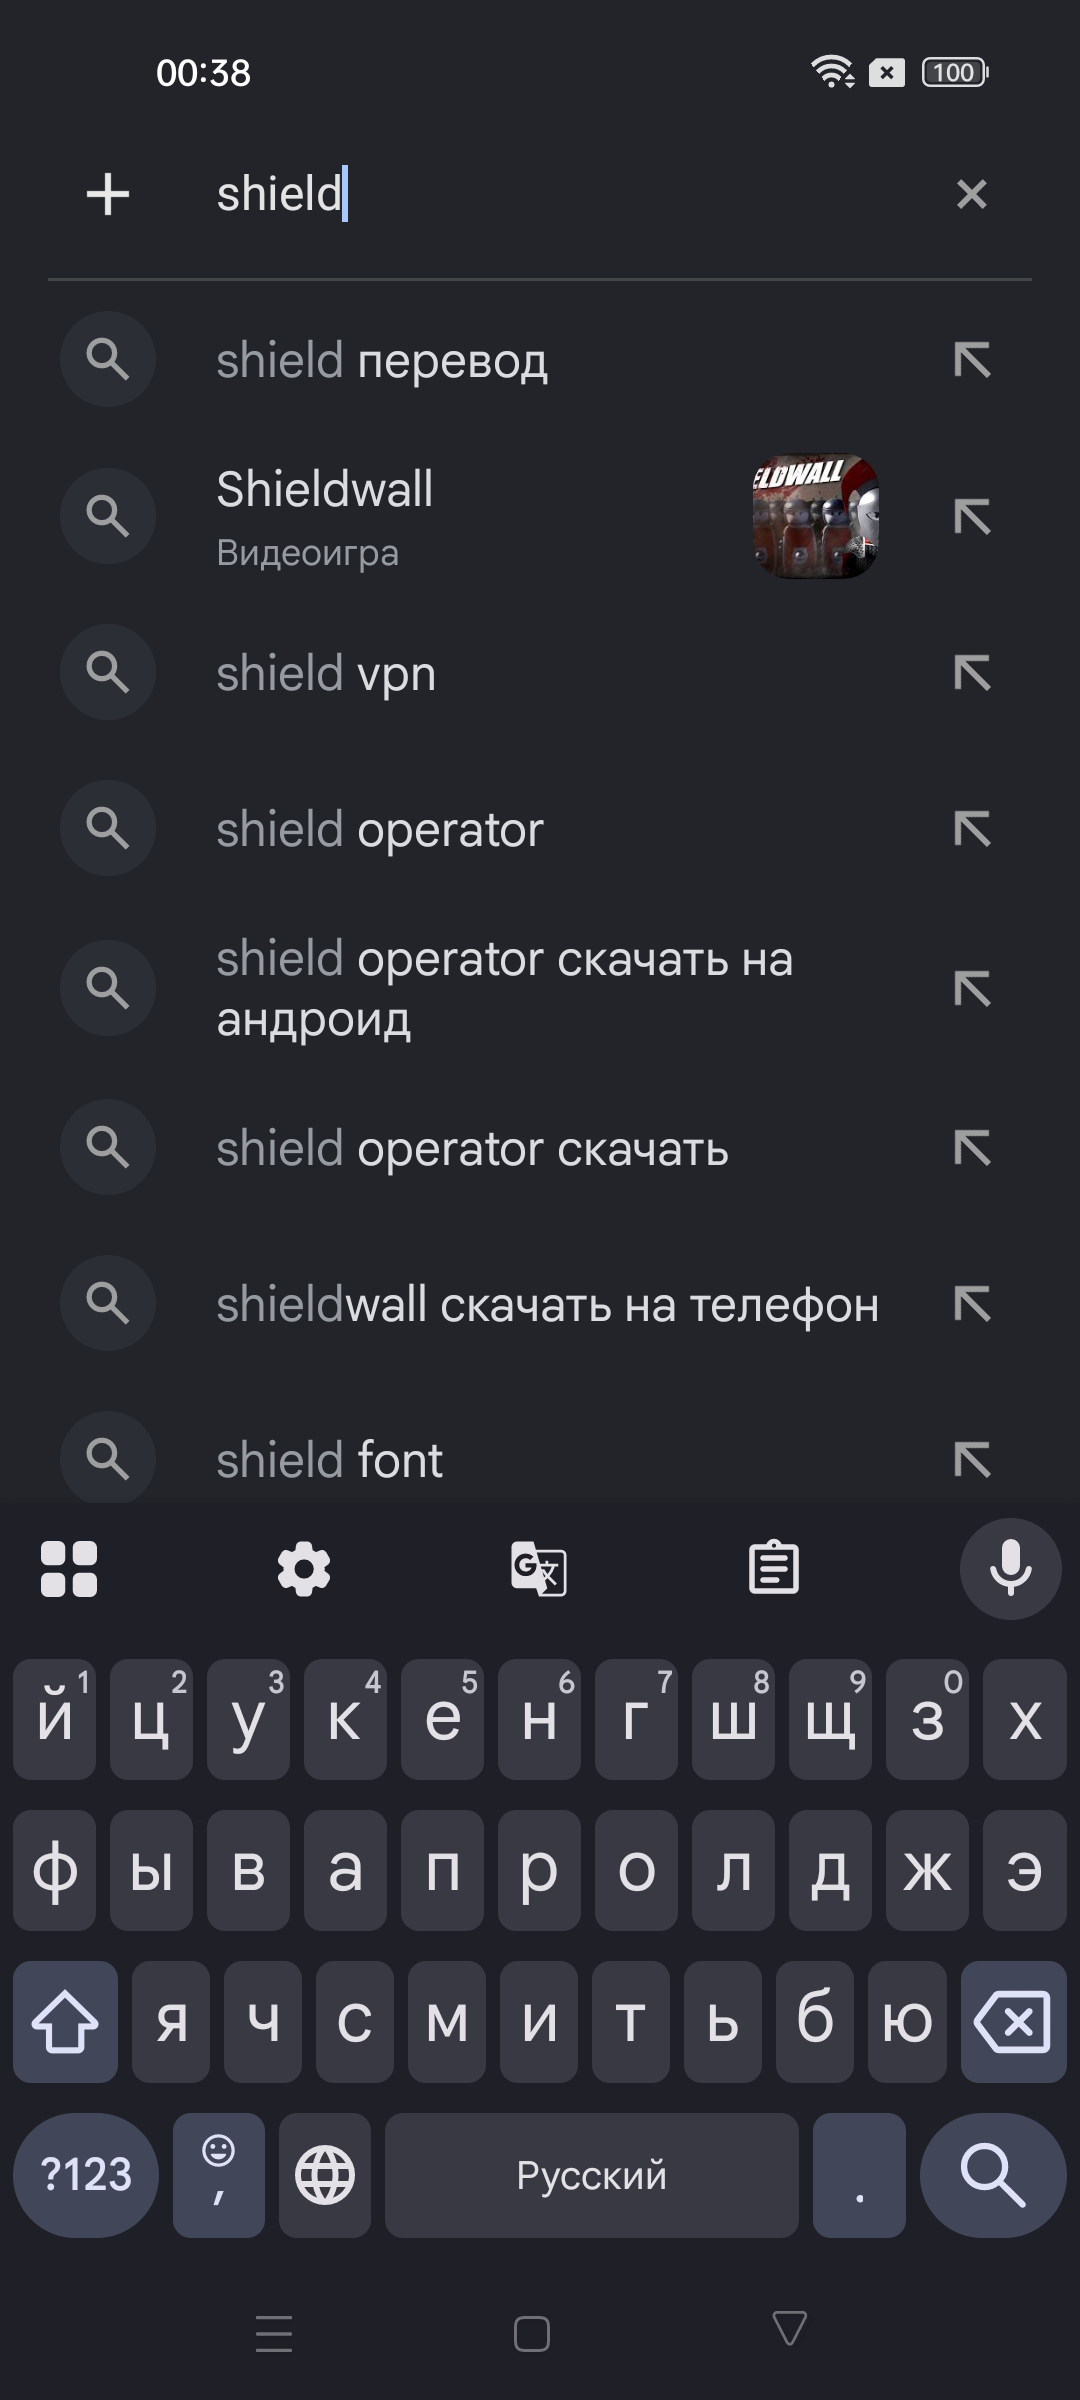 00:38
100
shield
shield перевод
Shieldwall
Видеоигра
ELDWALL
shield vpn
shield operator
shield operator скачать на
андроид
shield operator скачать
shieldwall скачать на телефон
shield font
й1 ц2 у3 к4 е5 н6 г7 ш8 щ9 з0 х
ф ы в а п р о л д ж э
я ч с м и т ь б ю
?123 , Русский .